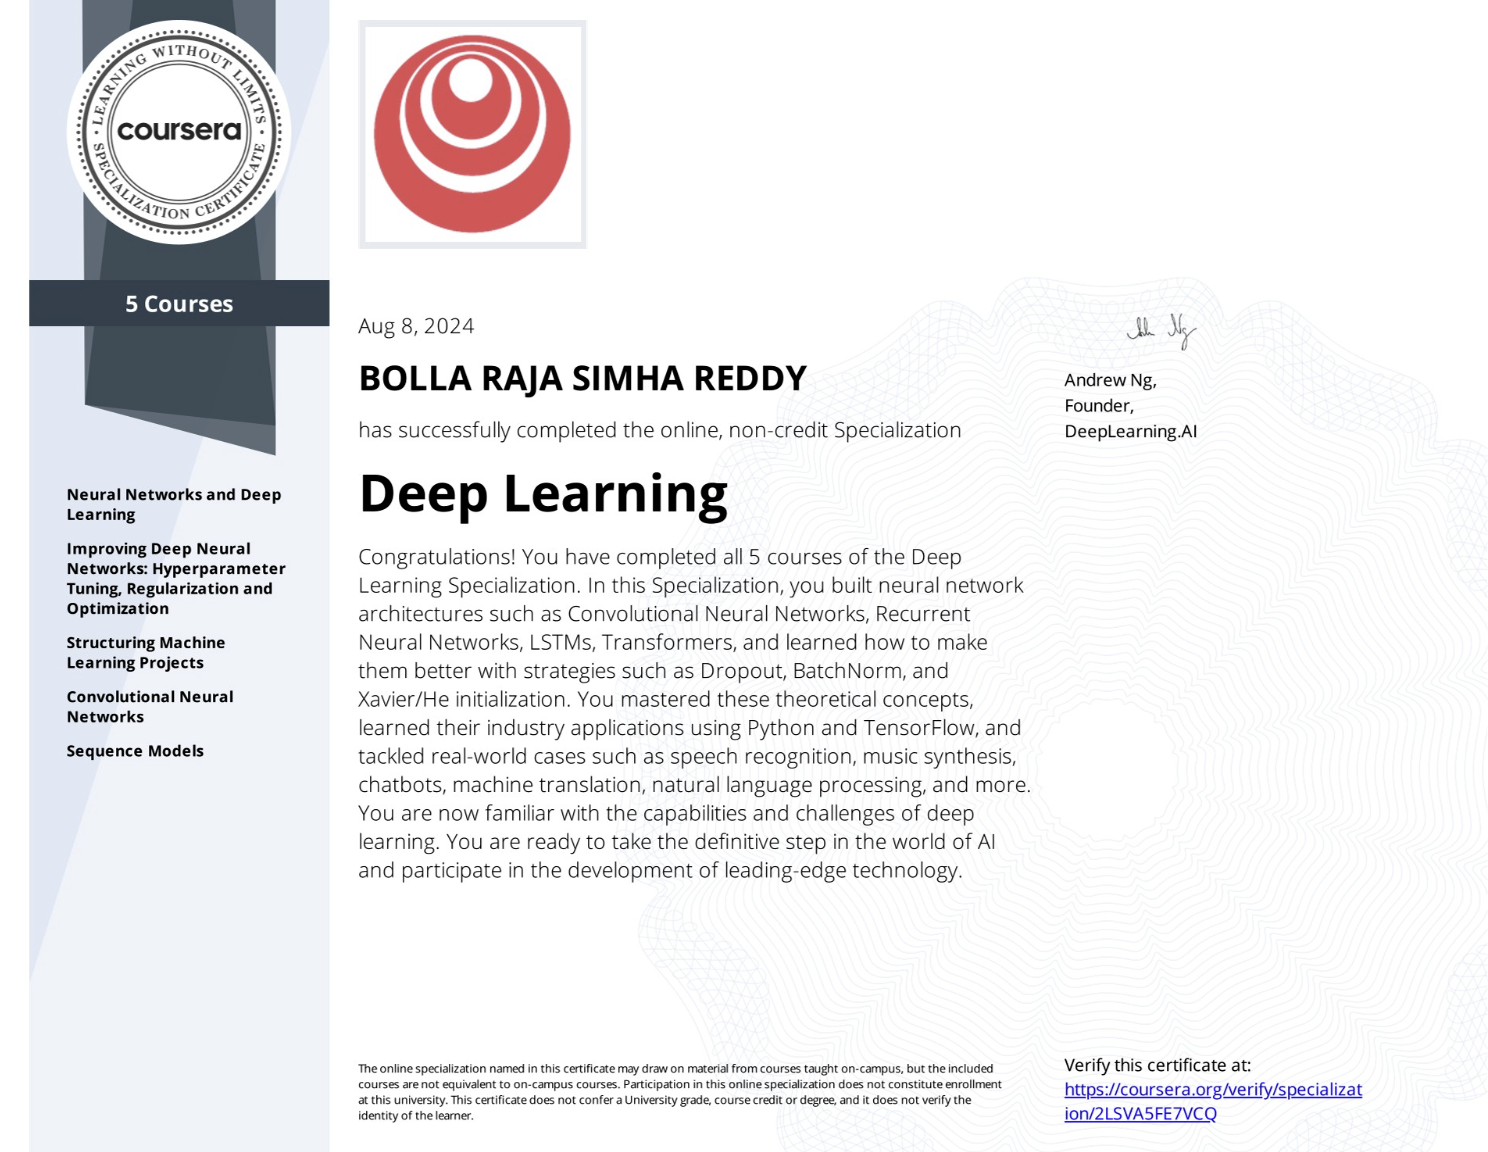 LEARNING WITHOUT LIMITS
coursera
SPECIALIZATION CERTIFICATE
5 Courses
Neural Networks and Deep
Learning
Improving Deep Neural
Networks: Hyperparameter
Tuning, Regularization and
Optimization
Structuring Machine
Learning Projects
Convolutional Neural
Networks
Sequence Models
Aug 8, 2024
BOLLA RAJA SIMHA REDDY
has successfully completed the online, non-credit Specialization
Deep Learning
Congratulations! You have completed all 5 courses of the Deep
Learning Specialization. In this Specialization, you built neural network
architectures such as Convolutional Neural Networks, Recurrent
Neural Networks, LSTMs, Transformers, and learned how to make
them better with strategies such as Dropout, BatchNorm, and
Xavier/He initialization. You mastered these theoretical concepts,
learned their industry applications using Python and TensorFlow, and
tackled real-world cases such as speech recognition, music synthesis,
chatbots, machine translation, natural language processing, and more.
You are now familiar with the capabilities and challenges of deep
learning. You are ready to take the definitive step in the world of AI
and participate in the development of leading-edge technology.
Andrew Ng,
Founder,
DeepLearning.AI
The online specialization named in this certificate may draw on material from courses taught on-campus, but the included
courses are not equivalent to on-campus courses. Participation in this online specialization does not constitute enrollment
at this university. This certificate does not confer a University grade, course credit or degree, and it does not verify the
identity of the learner.
Verify this certificate at:
https://coursera.org/verify/specializat
ion/2LSVA5FE7VCQ